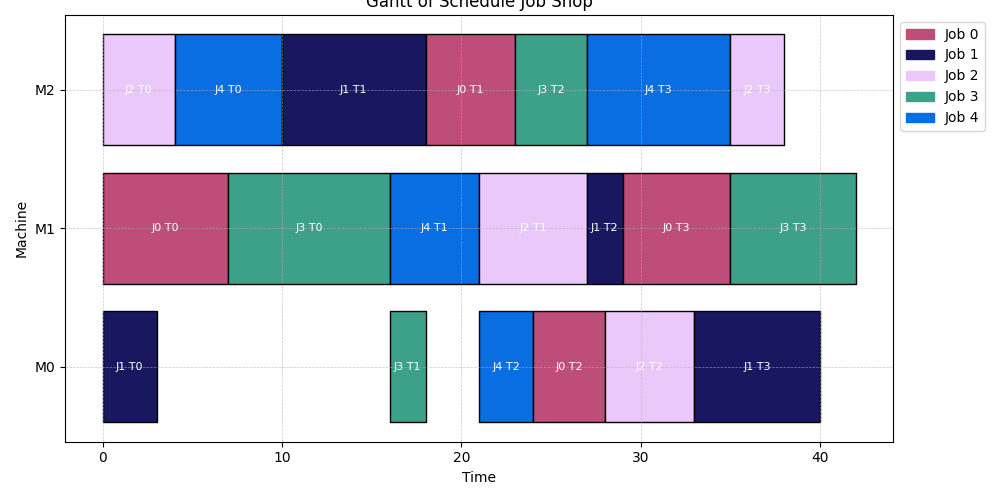 Gantt of Schedule Job Shop
M2
J2 T0
J4 T0
J1 T1
J0 T1
J3 T2
J4 T3
J2 T3
Job 0
Job 1
Job 2
Job 3
Job 4
Machine
M1
J0 T0
J3 T0
J4 T1
J2 T1
J1 T2
J0 T3
J3 T3
M0
J1 T0
J3 T1
J4 T2
J0 T2
J2 T2
J1 T3
0 10 20 30 40
Time